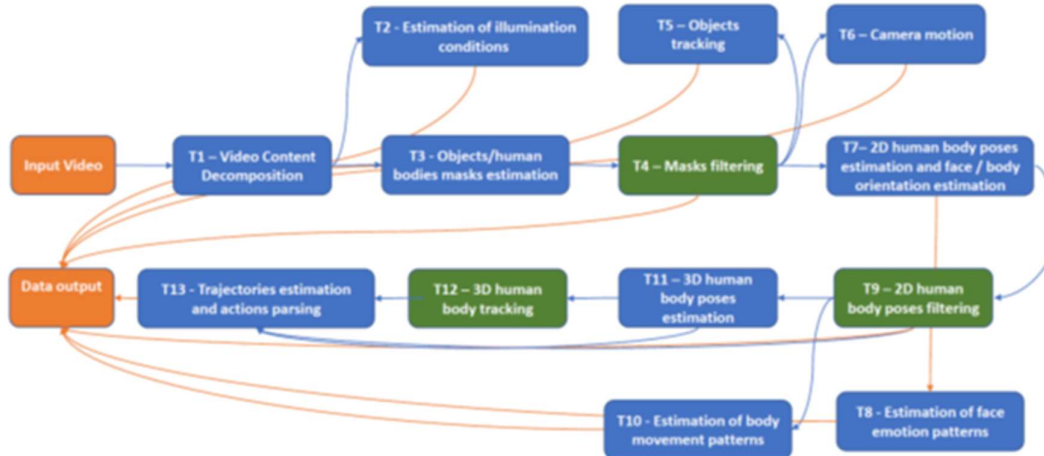 T2 - Estimation of illumination
conditions
T5 – Objects
tracking
T6 – Camera motion
Input Video
T1 – Video Content
Decomposition
T3 - Objects/human
bodies masks estimation
T4 – Masks filtering
T7– 2D human body poses
estimation and face / body
orientation estimation
Data output
T13 - Trajectories estimation
and actions parsing
T12 – 3D human
body tracking
T11 – 3D human
body poses
estimation
T9 – 2D human
body poses filtering
T10 - Estimation of body
movement patterns
T8 - Estimation of face
emotion patterns